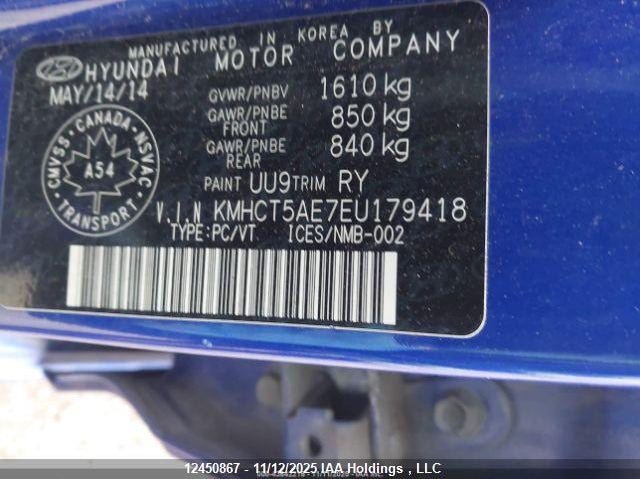 MANUFACTURED IN KOREA BY
HYUNDAI MOTOR COMPANY
MAY/14/14
GVWR/PNBV 1610 kg
GAWR/PNBE FRONT 850 kg
GAWR/PNBE REAR 840 kg
CANADA · NSVAC · TRANSPORT · CMVSS
A54
PAINT UU9 TRIM RY
V.I.N KMHCT5AE7EU179418
TYPE:PC/VT ICES/NMB-002
12450867 - 11/12/2025 IAA Holdings , LLC